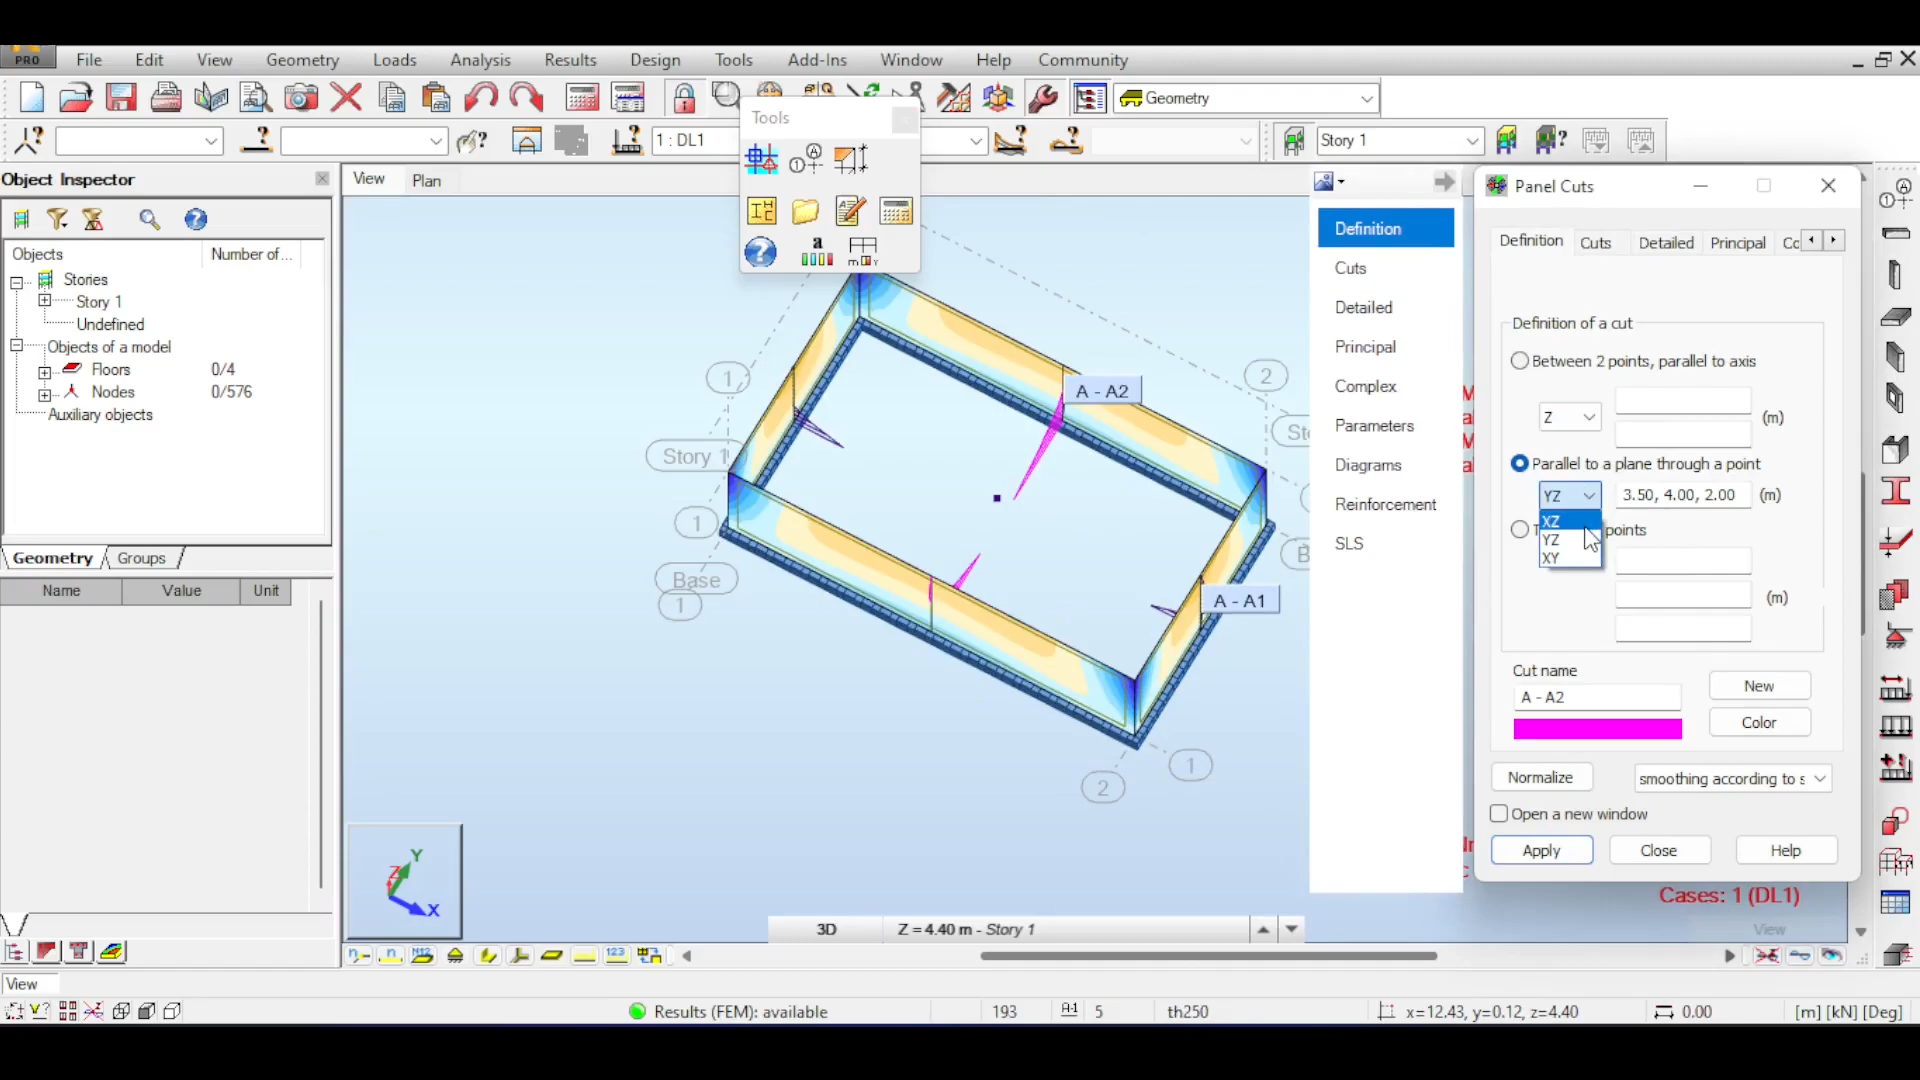 PRO
File Edit View Geometry Loads Analysis Results Design Tools Add-Ins Window Help Community
Geometry
1 : DL1
Story 1
Tools
Object Inspector
View Plan
Panel Cuts
Objects Number of...
Stories
Story 1
Undefined
Objects of a model
Floors 0/4
Nodes 0/576
Auxiliary objects
Geometry Groups
Name Value Unit
1
2
Story 1
1
Base
1
A - A2
A - A1
2
1
Y
Z
X
3D Z = 4.40 m - Story 1
Definition
Cuts
Detailed
Principal
Complex
Parameters
Diagrams
Reinforcement
SLS
Definition Cuts Detailed Principal Cc
Definition of a cut
Between 2 points, parallel to axis
Z (m)
Parallel to a plane through a point
YZ 3.50, 4.00, 2.00 (m)
XZ
YZ
XY
points
(m)
Cut name
A - A2
New
Color
Normalize smoothing according to s
Open a new window
Apply Close Help
Cases: 1 (DL1)
View
View
Results (FEM): available 193 5 th250 x=12.43, y=0.12, z=4.40 0.00 [m] [kN] [Deg]